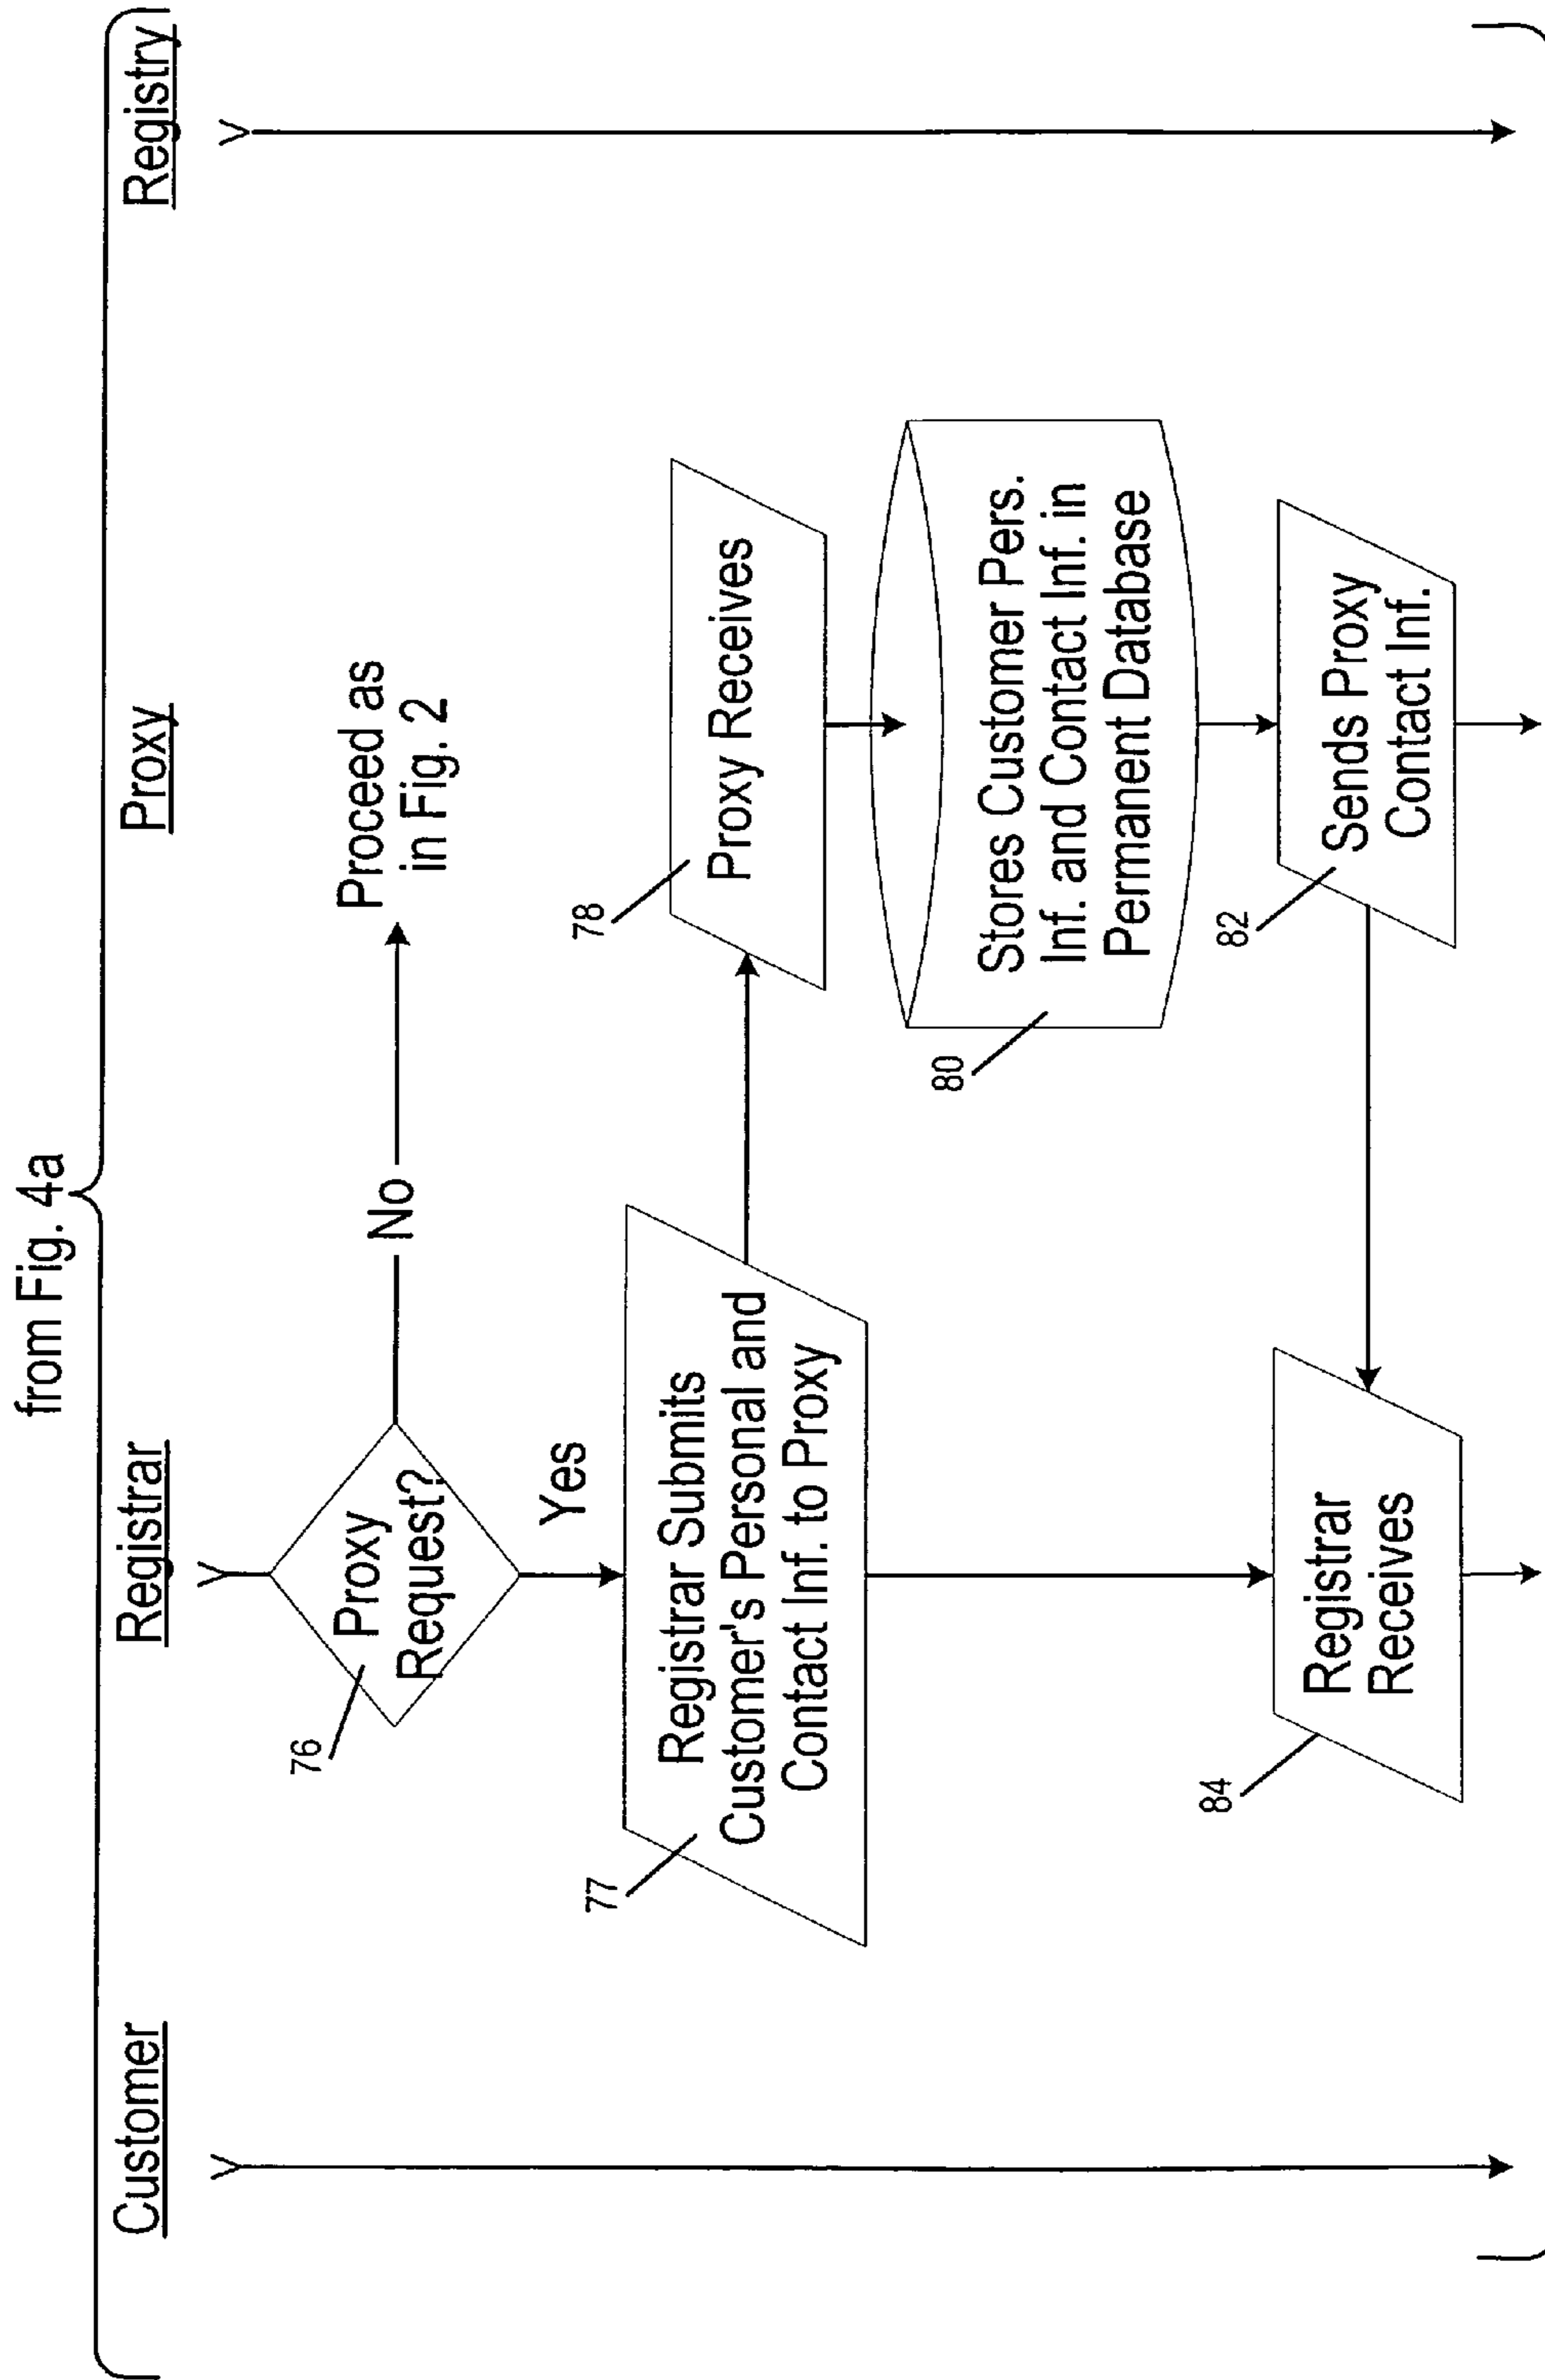 from Fig. 4a
Customer
Registrar
Proxy
Registry
76
Proxy
Request?
No
Proceed as
in Fig. 2
Yes
77
Registrar Submits
Customer's Personal and
Contact Inf. to Proxy
78
Proxy Receives
80
Stores Customer Pers.
Inf. and Contact Inf. in
Permanent Database
82
Sends Proxy
Contact Inf.
84
Registrar
Receives